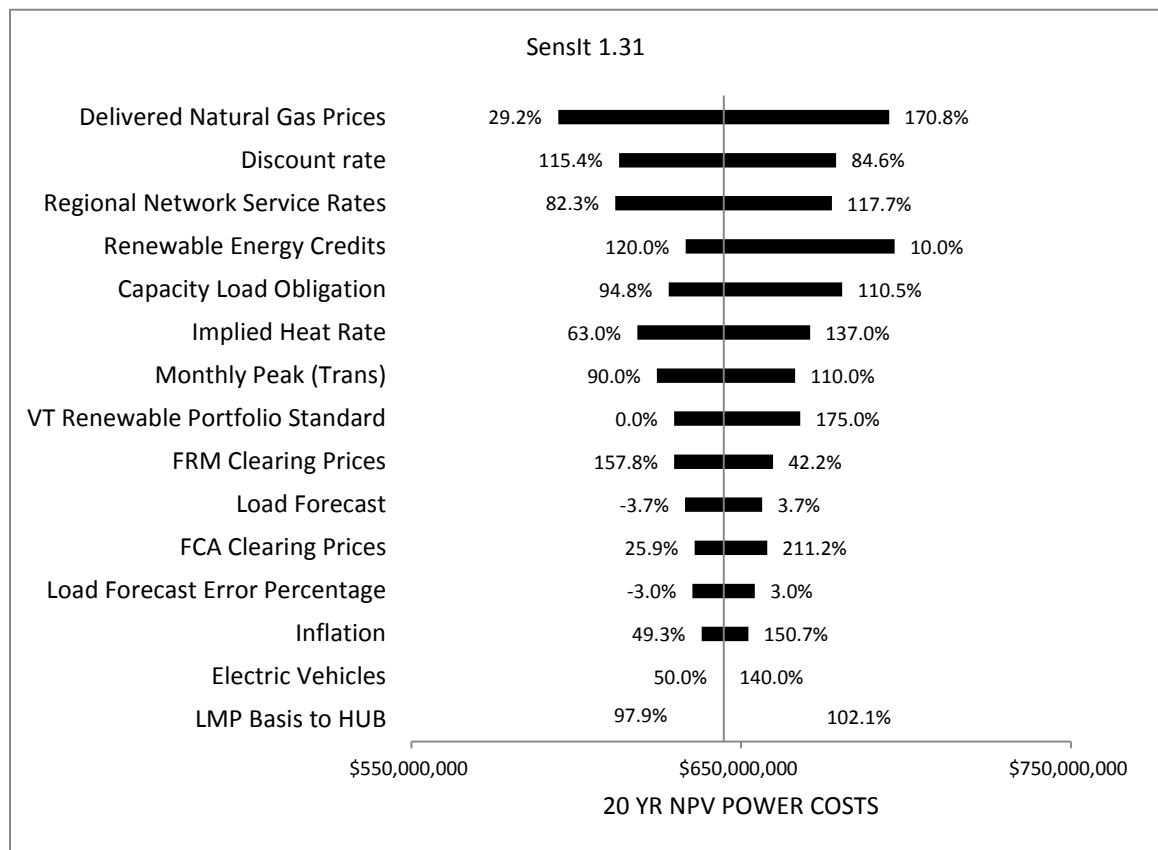 SensIt 1.31
Delivered Natural Gas Prices 29.2% 170.8%
Discount rate 115.4% 84.6%
Regional Network Service Rates 82.3% 117.7%
Renewable Energy Credits 120.0% 10.0%
Capacity Load Obligation 94.8% 110.5%
Implied Heat Rate 63.0% 137.0%
Monthly Peak (Trans) 90.0% 110.0%
VT Renewable Portfolio Standard 0.0% 175.0%
FRM Clearing Prices 157.8% 42.2%
Load Forecast -3.7% 3.7%
FCA Clearing Prices 25.9% 211.2%
Load Forecast Error Percentage -3.0% 3.0%
Inflation 49.3% 150.7%
Electric Vehicles 50.0% 140.0%
LMP Basis to HUB 97.9% 102.1%
$550,000,000 $650,000,000 $750,000,000
20 YR NPV POWER COSTS